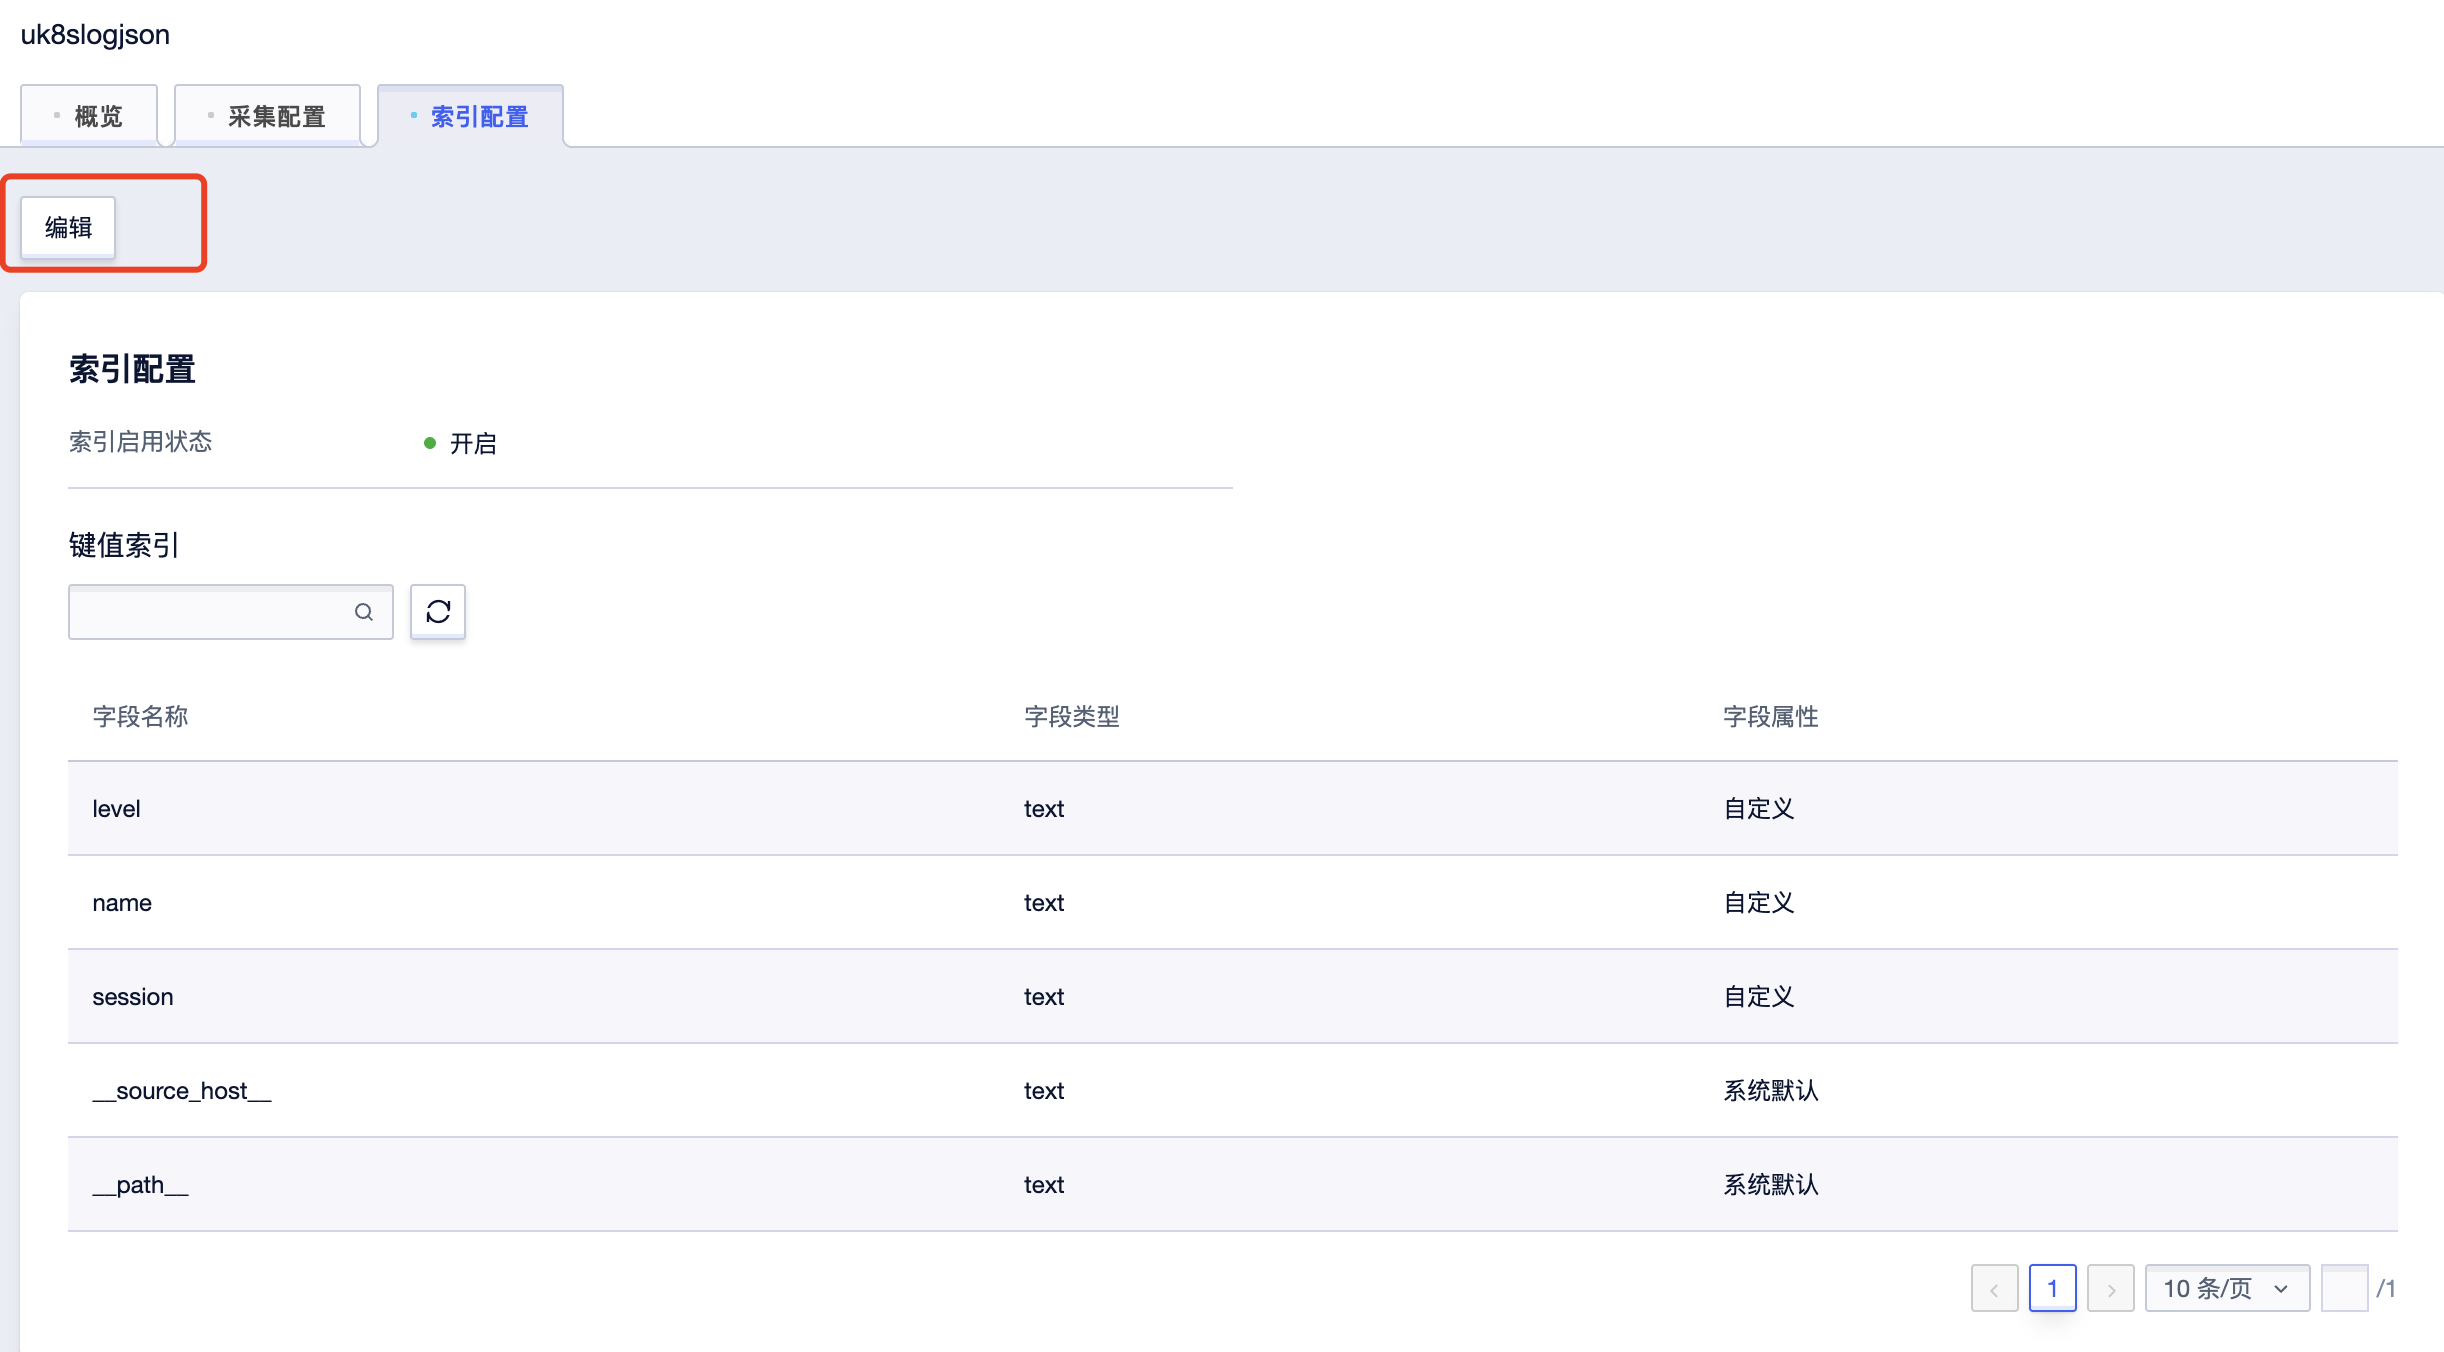 uk8slogjson
概览 采集配置 索引配置
编辑
索引配置
索引启用状态 开启
键值索引
字段名称 字段类型 字段属性
level text 自定义
name text 自定义
session text 自定义
__source_host__ text 系统默认
__path__ text 系统默认
1 10 条/页 /1